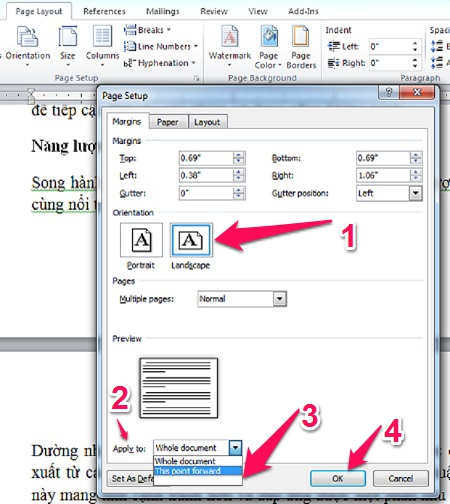 Page Layout References Mailings Review View Add-Ins
Orientation Size Columns Breaks Line Numbers Hyphenation Watermark Page Color Page Borders Indent Left: 0" Right: 0"
Page Setup Page Background Paragraph
để tiếp cậ
Page Setup
Margins Paper Layout
Năng lượ
Margins
Top: 0.69" Bottom: 0.69"
Song hành
Left: 0.38" Right: 1.06"
cùng nổi t
Gutter: 0" Gutter position: Left
Orientation
1
Portrait Landscape
Pages
Multiple pages: Normal
Preview
2
3
4
Apply to: Whole document
Whole document
This point forward
Dường nh
xuất từ cá
Set As Defa OK Cancel
này mang